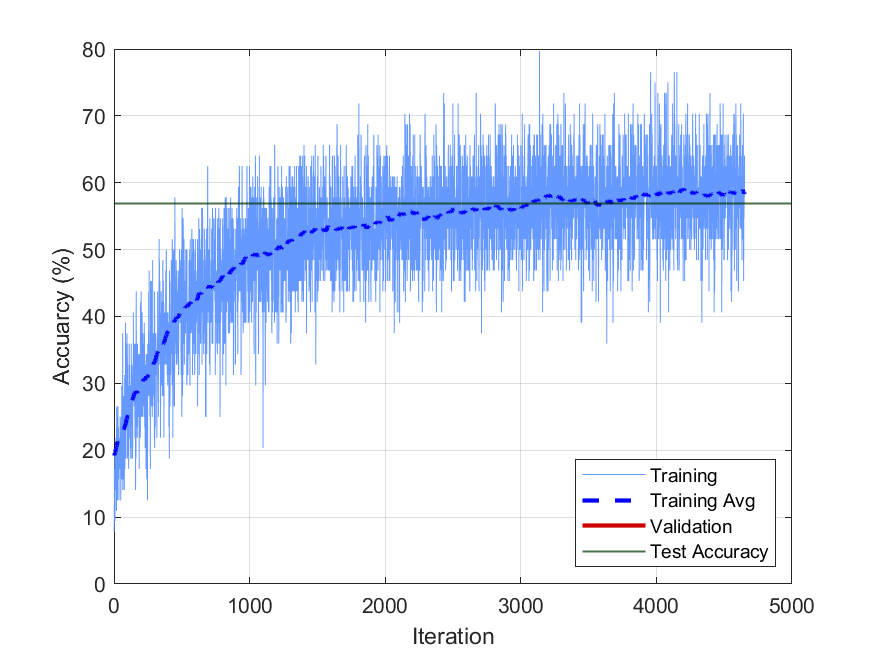 80
70
60
50
40
30
20
10
0
Accuarcy (%)
0 1000 2000 3000 4000 5000
Iteration
Training
Training Avg
Validation
Test Accuracy